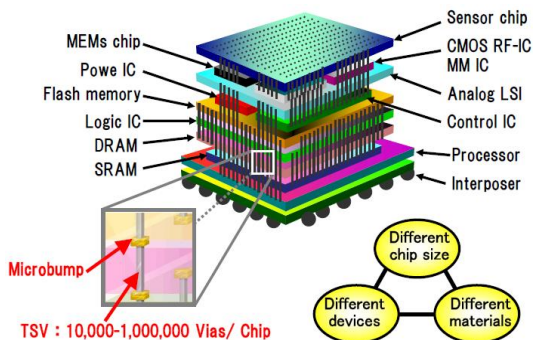 MEMs chip
Powe IC
Flash memory
Logic IC
DRAM
SRAM
Sensor chip
CMOS RF-IC
MM IC
Analog LSI
Control IC
Processor
Interposer
Microbump
TSV : 10,000-1,000,000 Vias/ Chip
Different
chip size
Different
devices
Different
materials